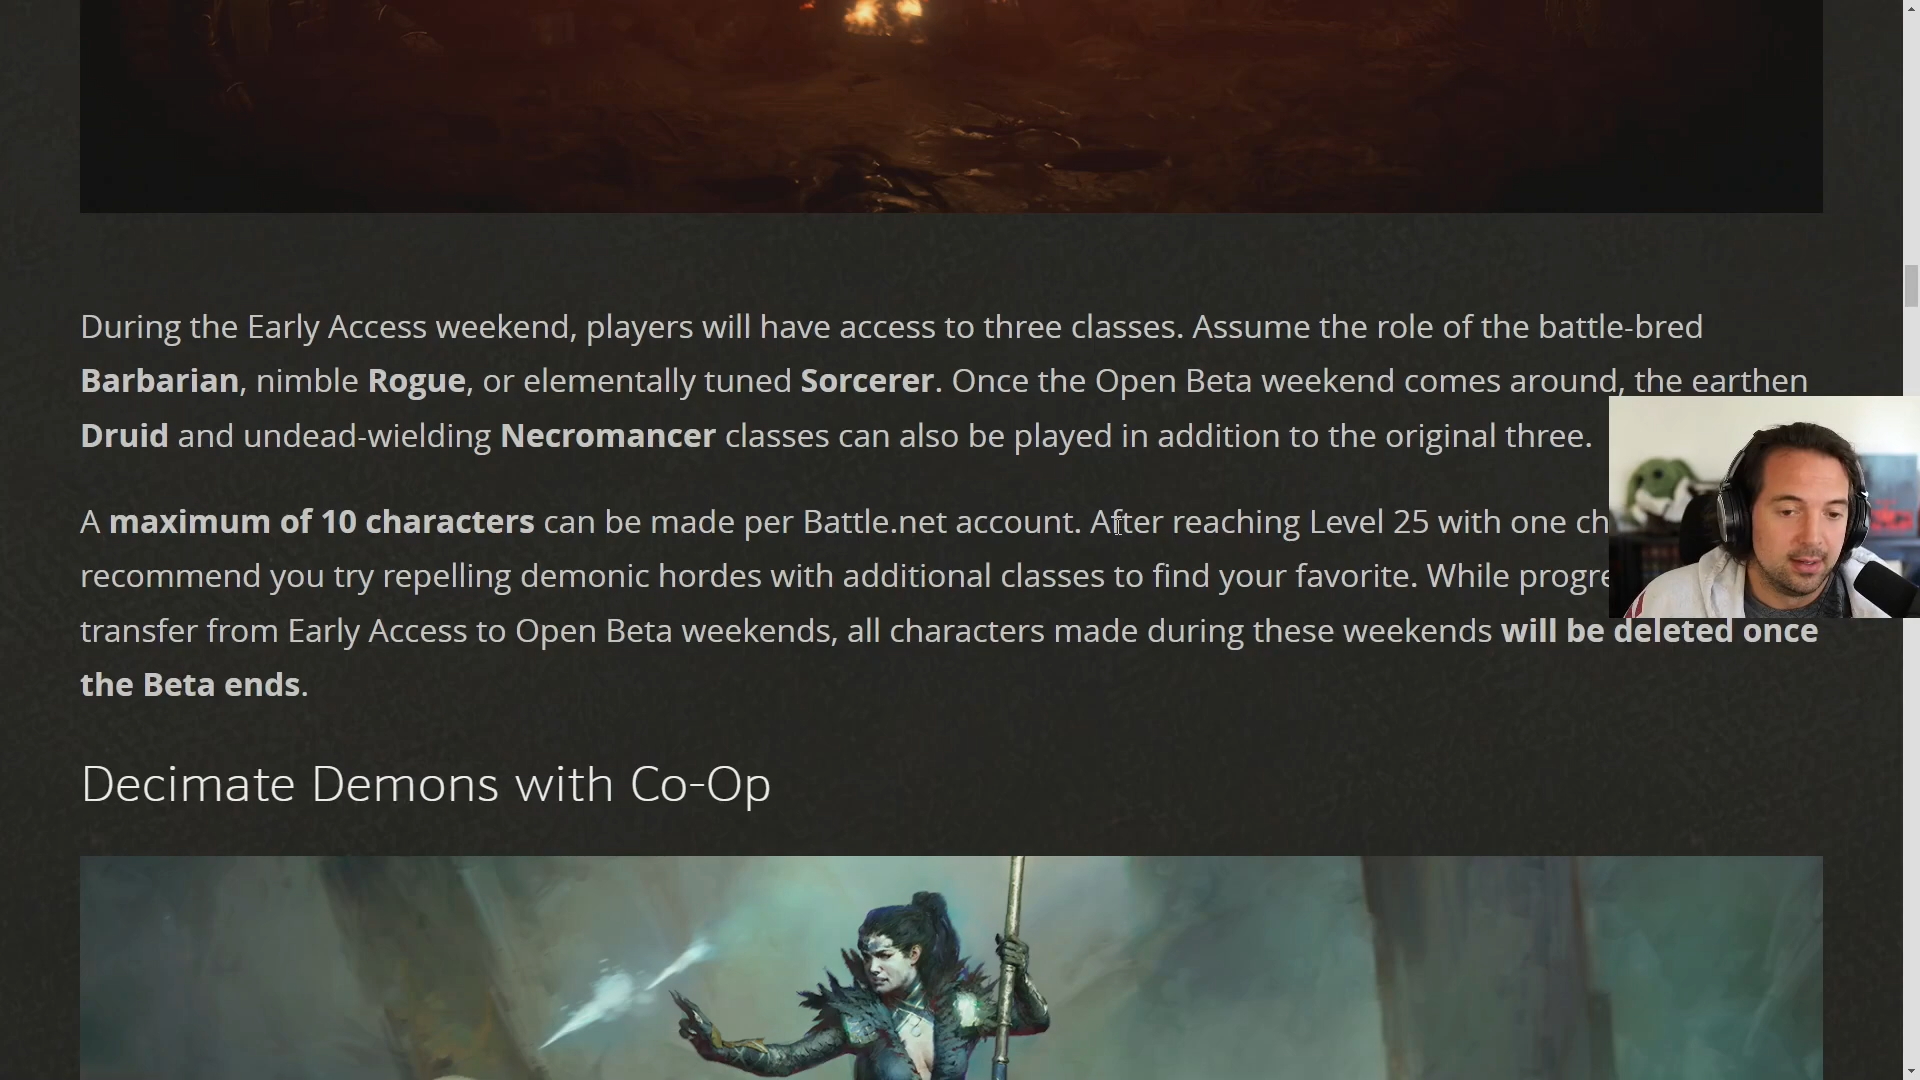 During the Early Access weekend, players will have access to three classes. Assume the role of the battle-bred
Barbarian, nimble Rogue, or elementally tuned Sorcerer. Once the Open Beta weekend comes around, the earthen
Druid and undead-wielding Necromancer classes can also be played in addition to the original three.
A maximum of 10 characters can be made per Battle.net account. After reaching Level 25 with one ch
recommend you try repelling demonic hordes with additional classes to find your favorite. While progre
transfer from Early Access to Open Beta weekends, all characters made during these weekends will be deleted once
the Beta ends.
Decimate Demons with Co-Op